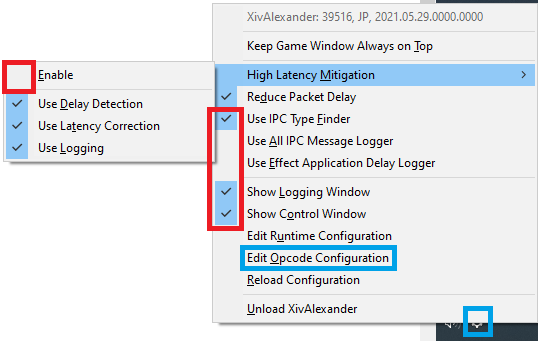 XivAlexander: 39516, JP, 2021.05.29.0000.0000
Keep Game Window Always on Top
High Latency Mitigation
Reduce Packet Delay
Use IPC Type Finder
Use All IPC Message Logger
Use Effect Application Delay Logger
Show Logging Window
Show Control Window
Edit Runtime Configuration
Edit Opcode Configuration
Reload Configuration
Unload XivAlexander
Enable
Use Delay Detection
Use Latency Correction
Use Logging